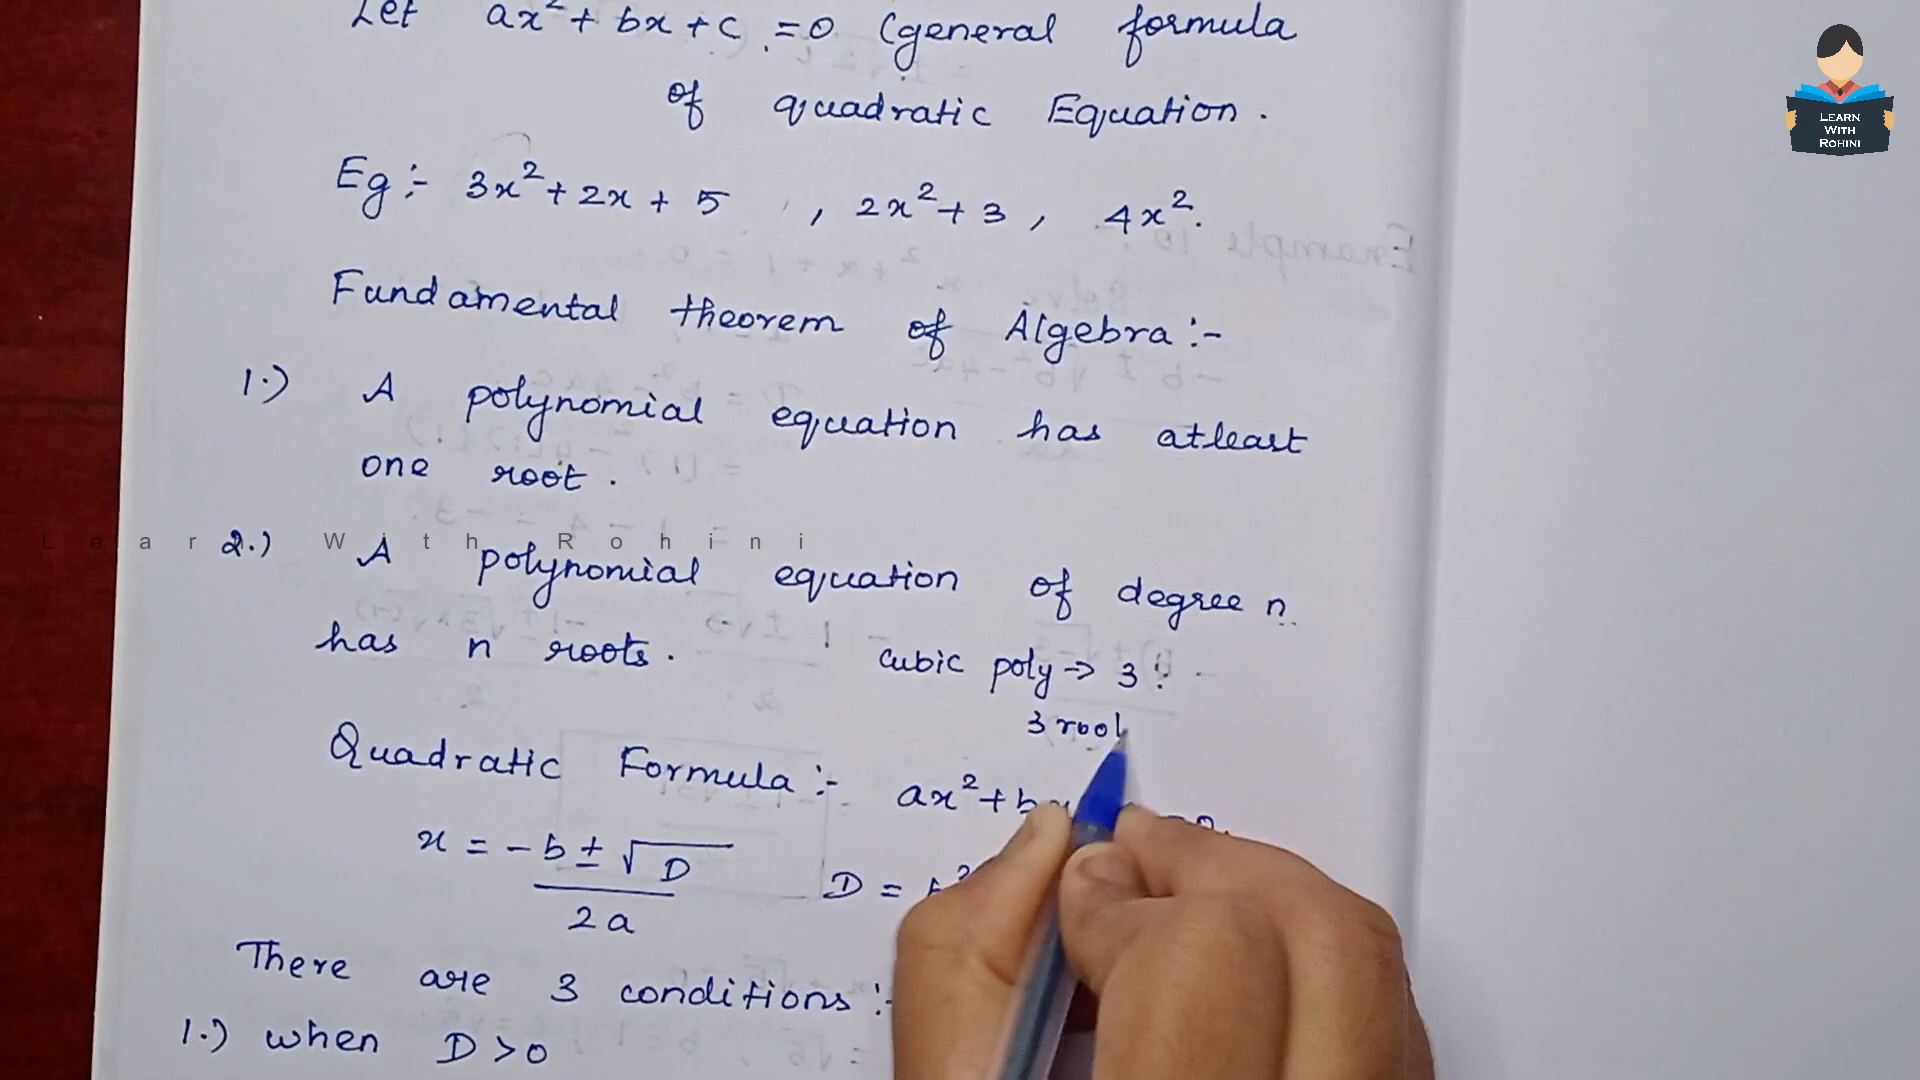 Let ax² + bx + c = 0 (general formula
of quadratic Equation.
Eg :- 3x² + 2x + 5 , 2x² + 3 , 4x².
Fundamental theorem of Algebra :-
1.) A polynomial equation has atleast
one root.
2.) A polynomial equation of degree n
has n roots.
cubic poly → 3
3 root
Quadratic Formula :- ax² + bx
x = -b ± √D
2a
D =
There are 3 conditions :-
1.) when D > 0
Learn With Rohini
LEARN
WITH
ROHINI